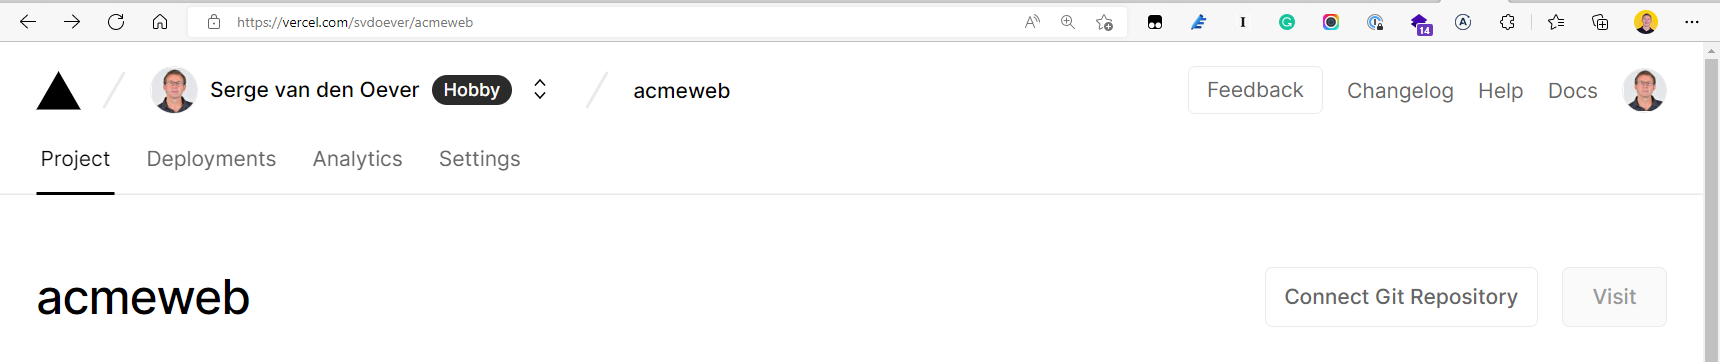 https://vercel.com/svdoever/acmeweb
14
Serge van den Oever Hobby acmeweb Feedback Changelog Help Docs
Project Deployments Analytics Settings
acmeweb Connect Git Repository Visit